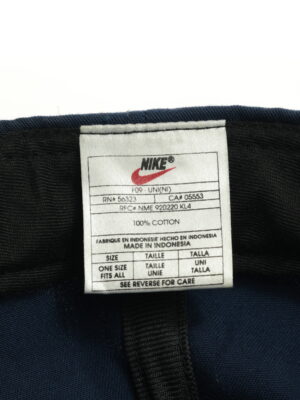 NIKE®
F09 - UNI(NI)
RN# 56323 CA# 05553
RFC# NME 920220 KL4
100% COTTON
FABRIQUE EN INDONESIE HECHO EN INDONESIA
MADE IN INDONESIA
SIZE TAILLE TALLA
ONE SIZE TAILLE UNI
FITS ALL UNIE TALLA
SEE REVERSE FOR CARE